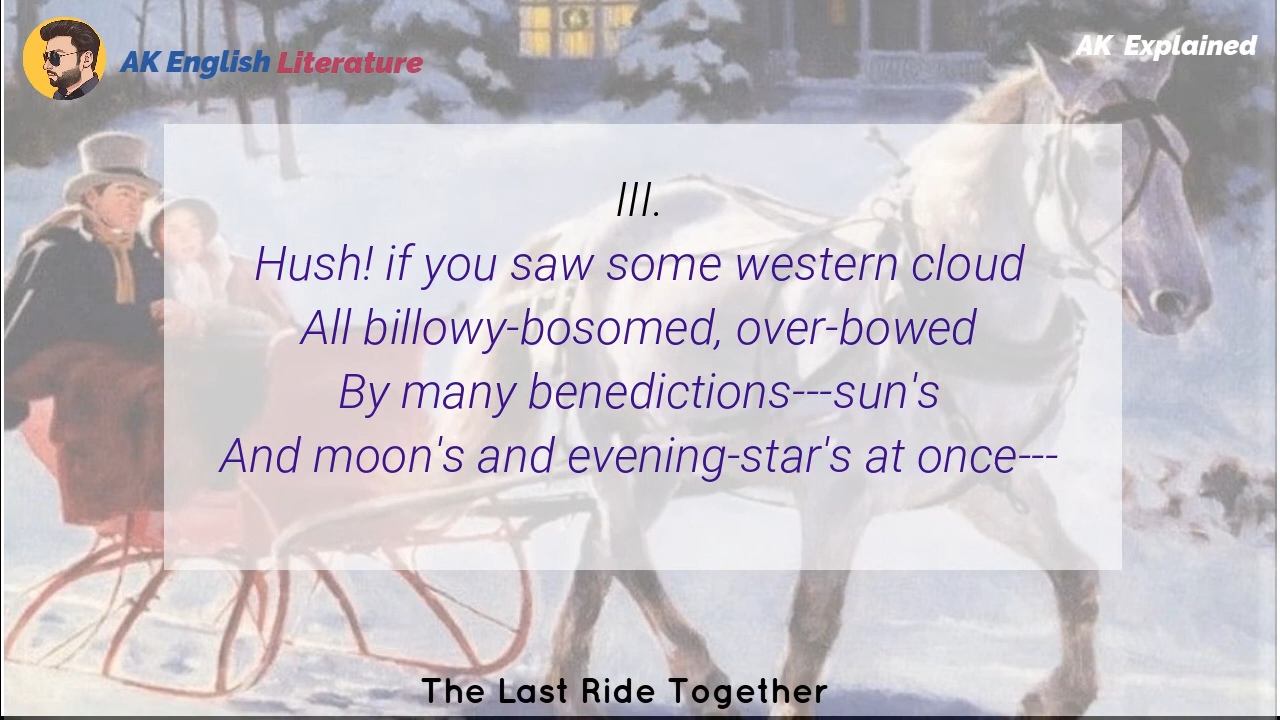 AK English Literature
AK Explained
III.
Hush! if you saw some western cloud
All billowy-bosomed, over-bowed
By many benedictions---sun's
And moon's and evening-star's at once---
The Last Ride Together